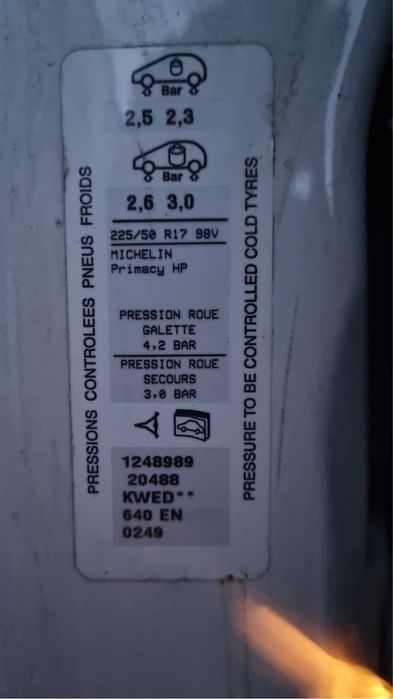 Bar
2,5 2,3
Bar
2,6 3,0
225/50 R17 98V
MICHELIN
Primacy HP
PRESSION ROUE
GALETTE
4,2 BAR
PRESSION ROUE
SECOURS
3,0 BAR
1248989
20488
KWED**
640 EN
0249
PRESSIONS CONTROLEES PNEUS FROIDS
PRESSURE TO BE CONTROLLED COLD TYRES